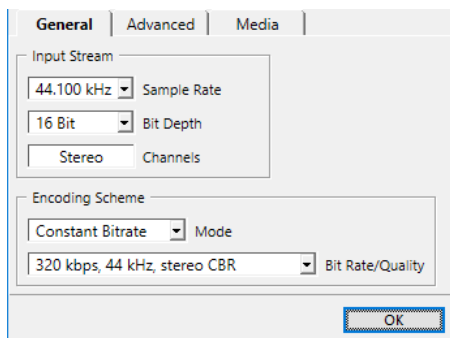 General Advanced Media
Input Stream
44.100 kHz Sample Rate
16 Bit Bit Depth
Stereo Channels
Encoding Scheme
Constant Bitrate Mode
320 kbps, 44 kHz, stereo CBR Bit Rate/Quality
OK